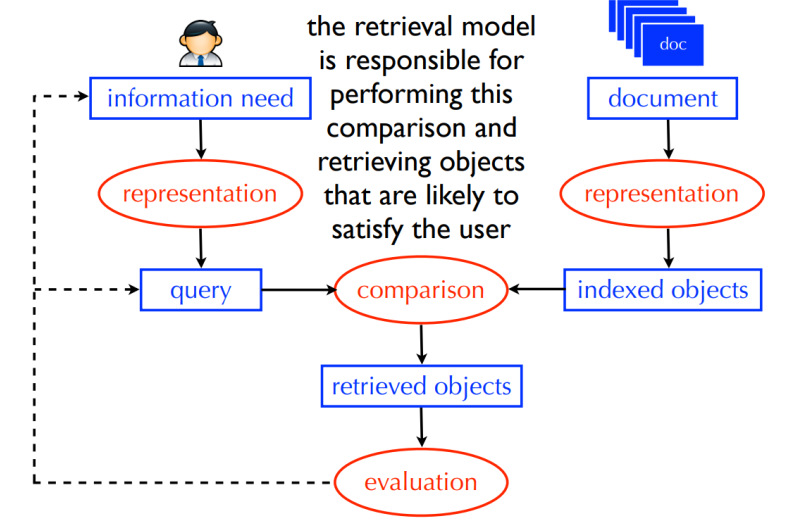 the retrieval model
is responsible for
performing this
comparison and
retrieving objects
that are likely to
satisfy the user
doc
information need
document
representation
representation
query
comparison
indexed objects
retrieved objects
evaluation